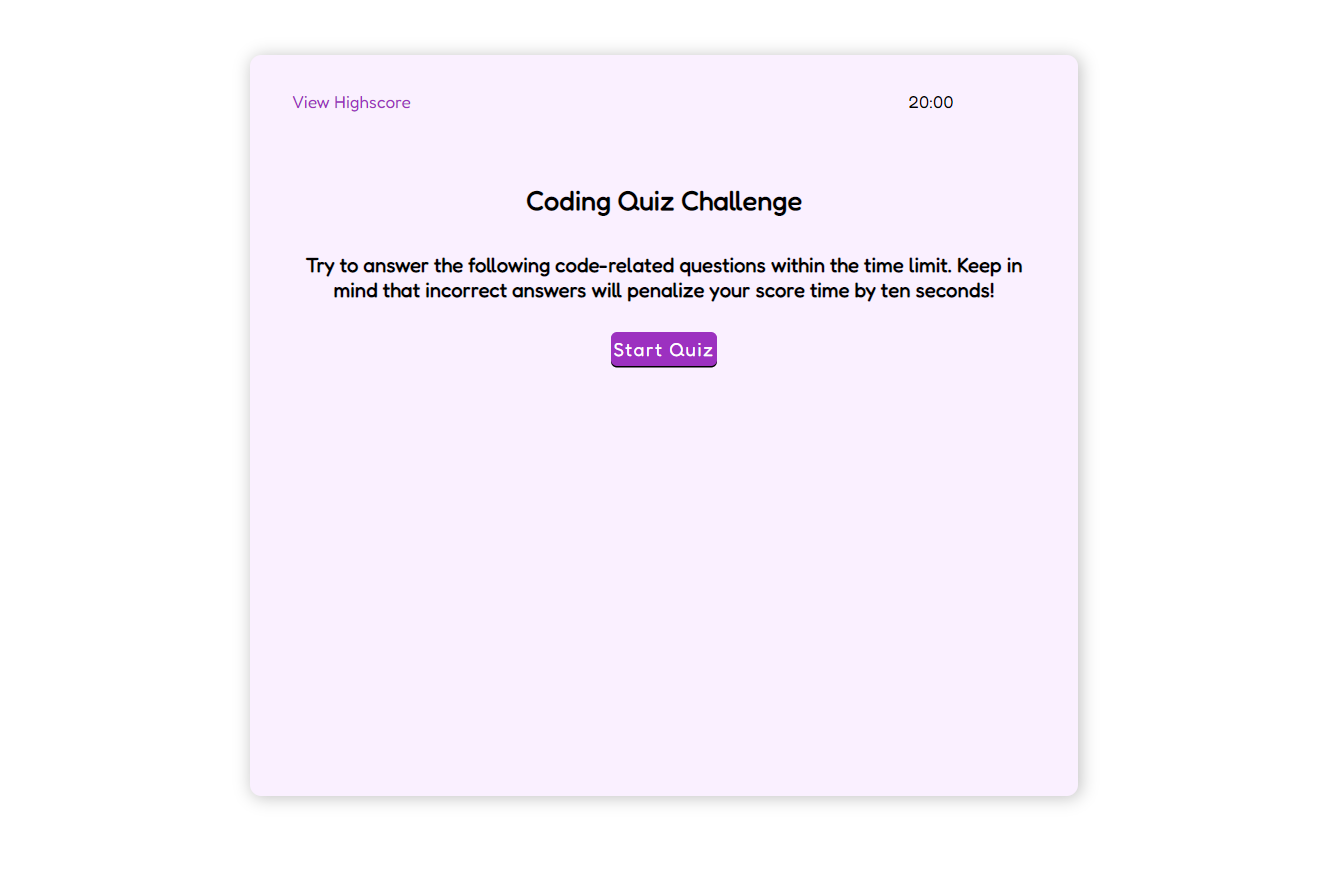 View Highscore
20:00
Coding Quiz Challenge
Try to answer the following code-related questions within the time limit. Keep in
mind that incorrect answers will penalize your score time by ten seconds!
Start Quiz